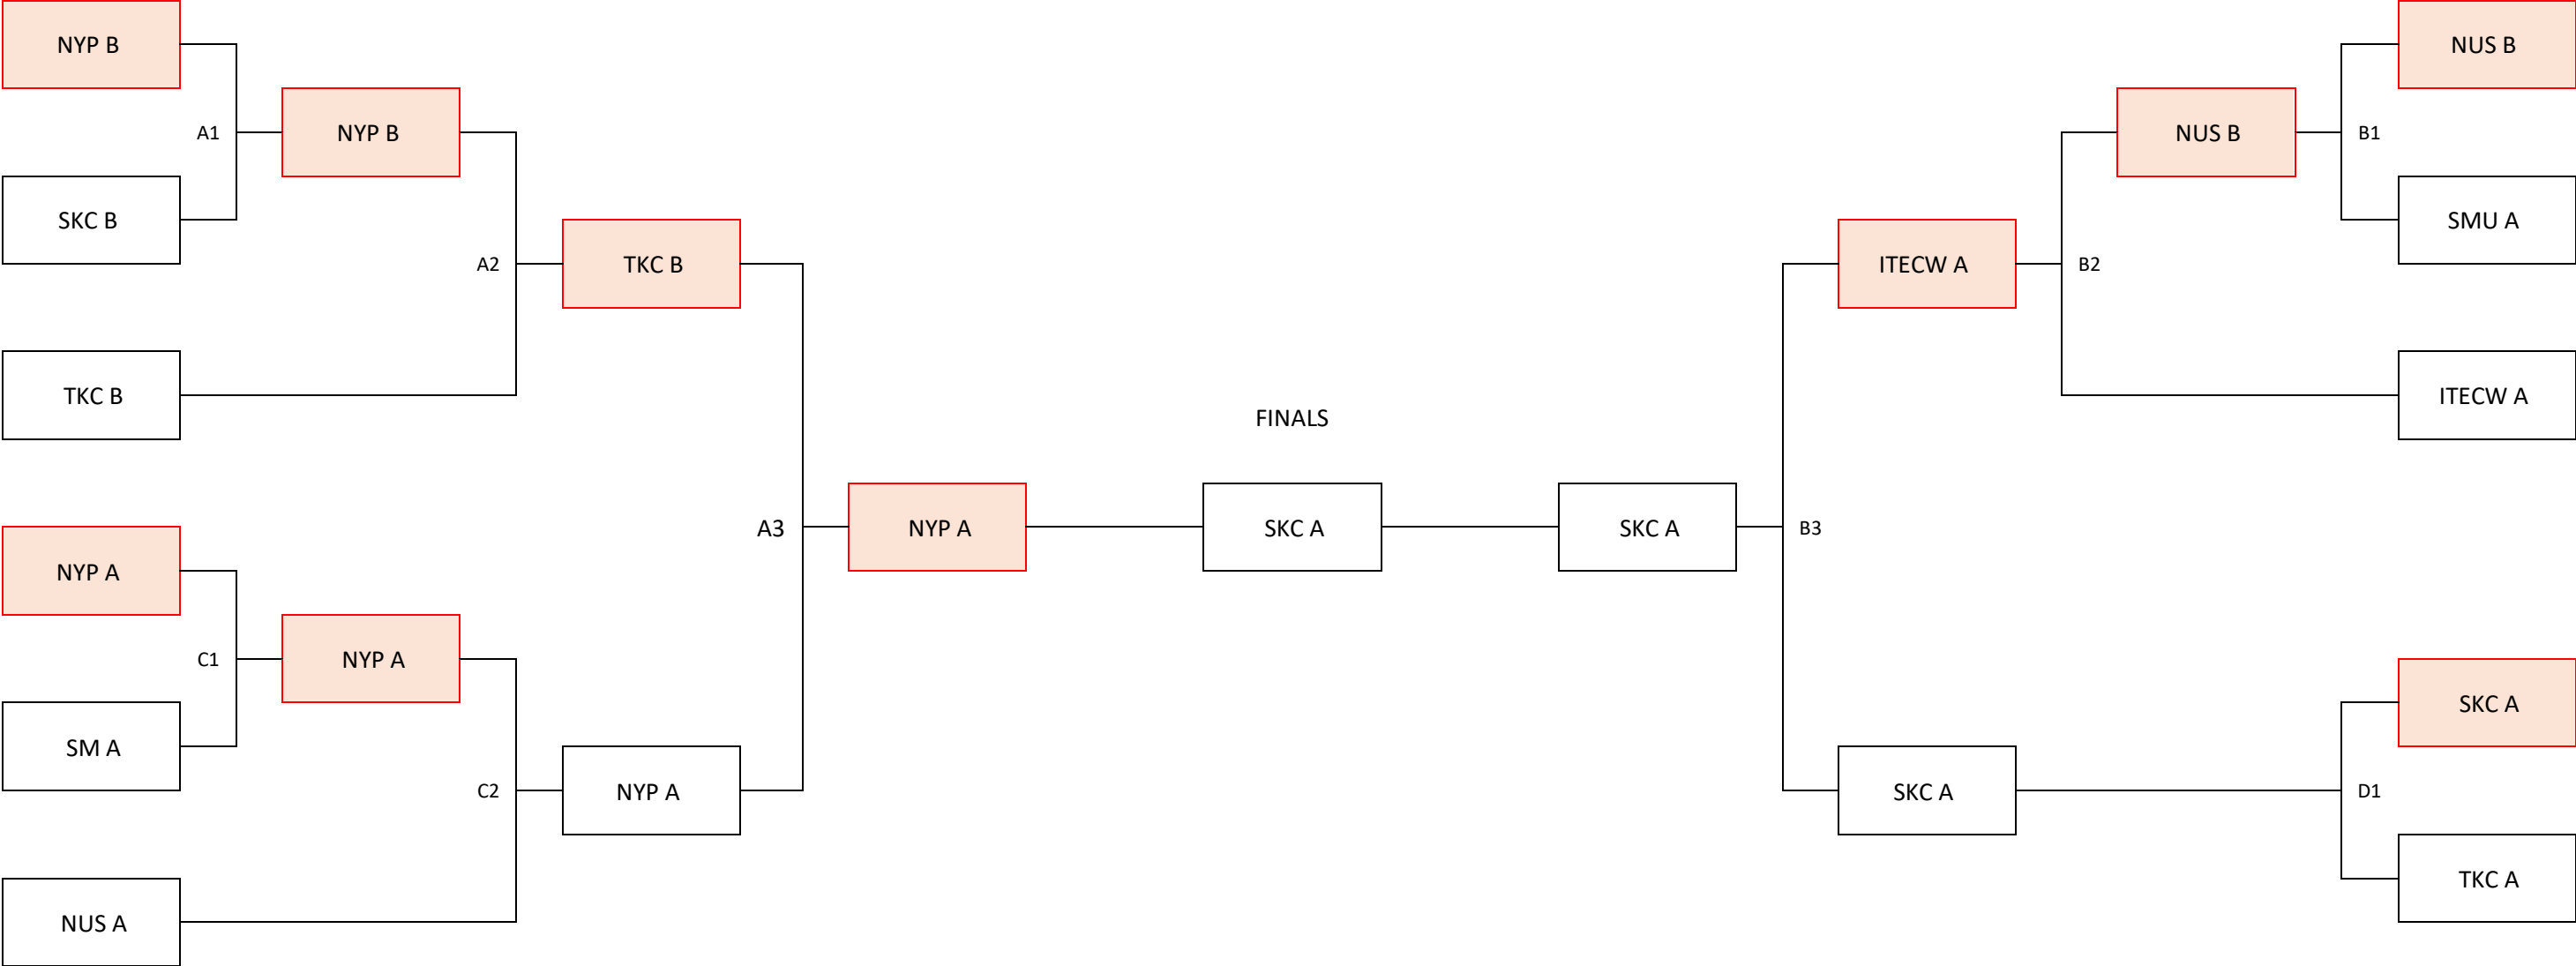 NYP B
NUS B
A1
NYP B
NUS B
B1
SKC B
SMU A
A2
TKC B
ITECW A
B2
TKC B
ITECW A
FINALS
A3
NYP A
SKC A
SKC A
B3
NYP A
C1
NYP A
SKC A
SM A
C2
NYP A
SKC A
D1
TKC A
NUS A